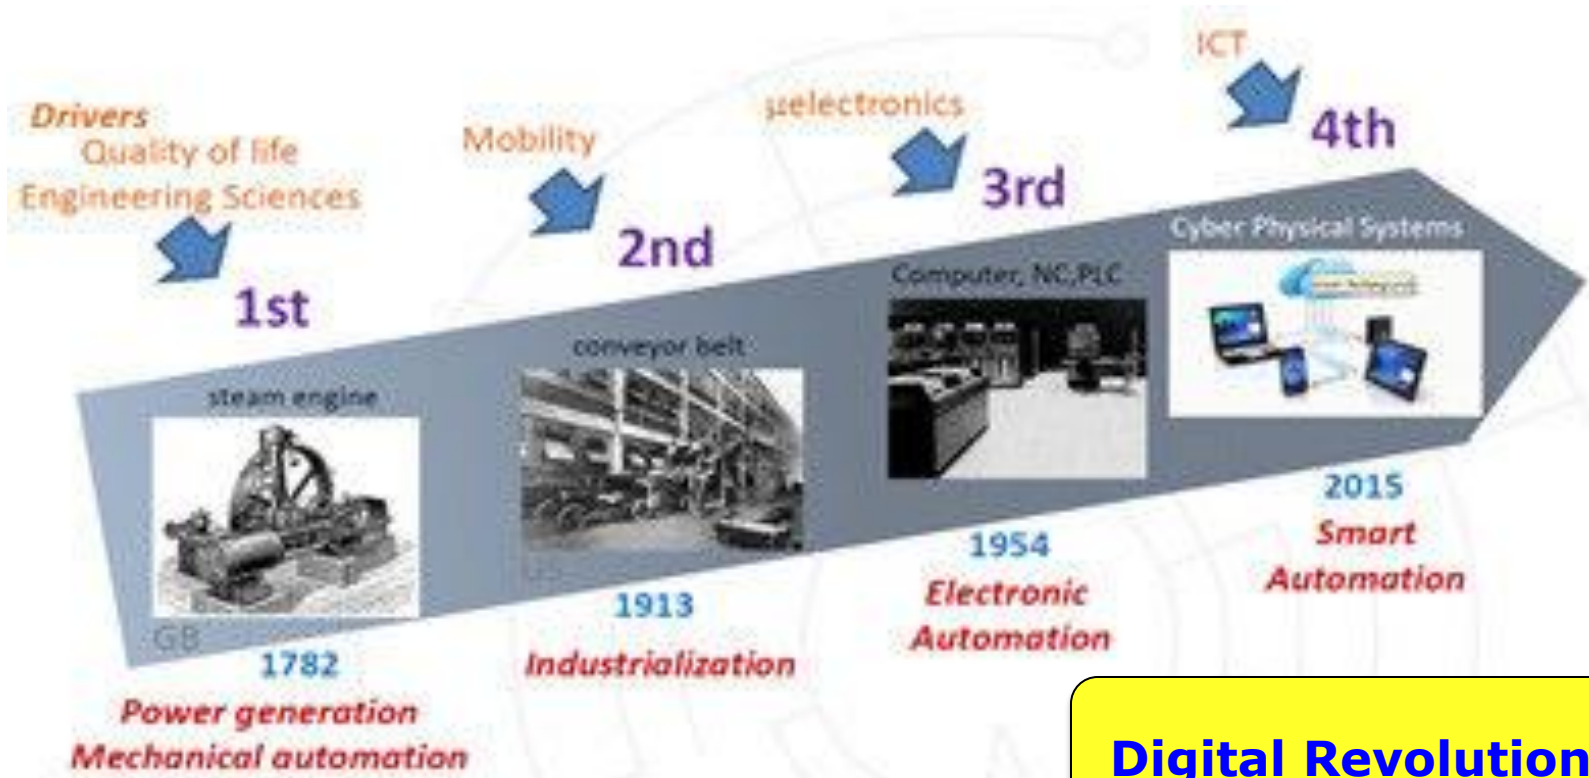 Drivers
Quality of life
Engineering Sciences
1st
steam engine
GB
1782
Power generation
Mechanical automation
Mobility
2nd
conveyor belt
1913
Industrialization
μelectronics
3rd
Computer, NC,PLC
1954
Electronic
Automation
ICT
4th
Cyber Physical Systems
2015
Smart
Automation
Digital Revolution